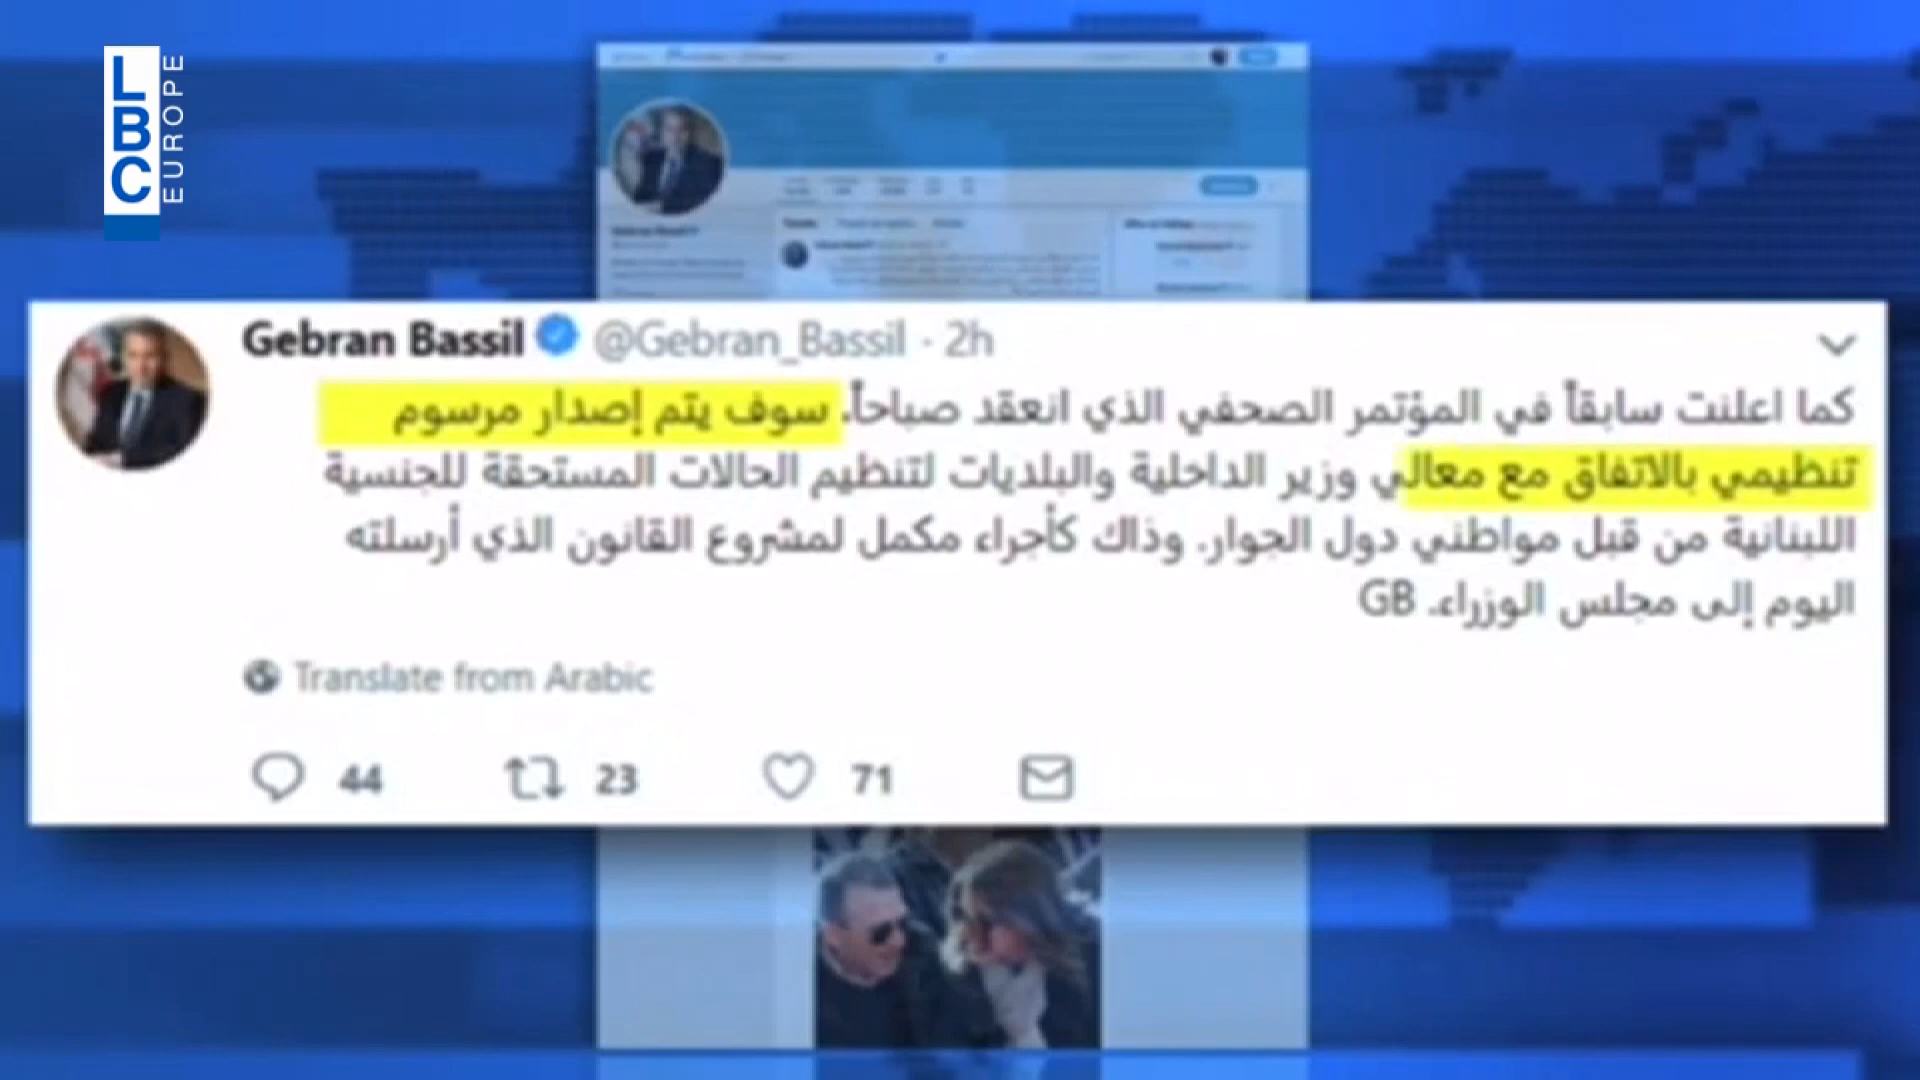 LBC
EUROPE
Gebran Bassil @Gebran_Bassil · 2h
كما اعلنت سابقاً في المؤتمر الصحفي الذي انعقد صباحاً. سوف يتم إصدار مرسوم
تنظيمي بالاتفاق مع معالي وزير الداخلية والبلديات لتنظيم الحالات المستحقة للجنسية
اللبنانية من قبل مواطني دول الجوار. وذاك كأجراء مكمل لمشروع القانون الذي أرسلته
اليوم إلى مجلس الوزراء. GB
Translate from Arabic
44 23 71